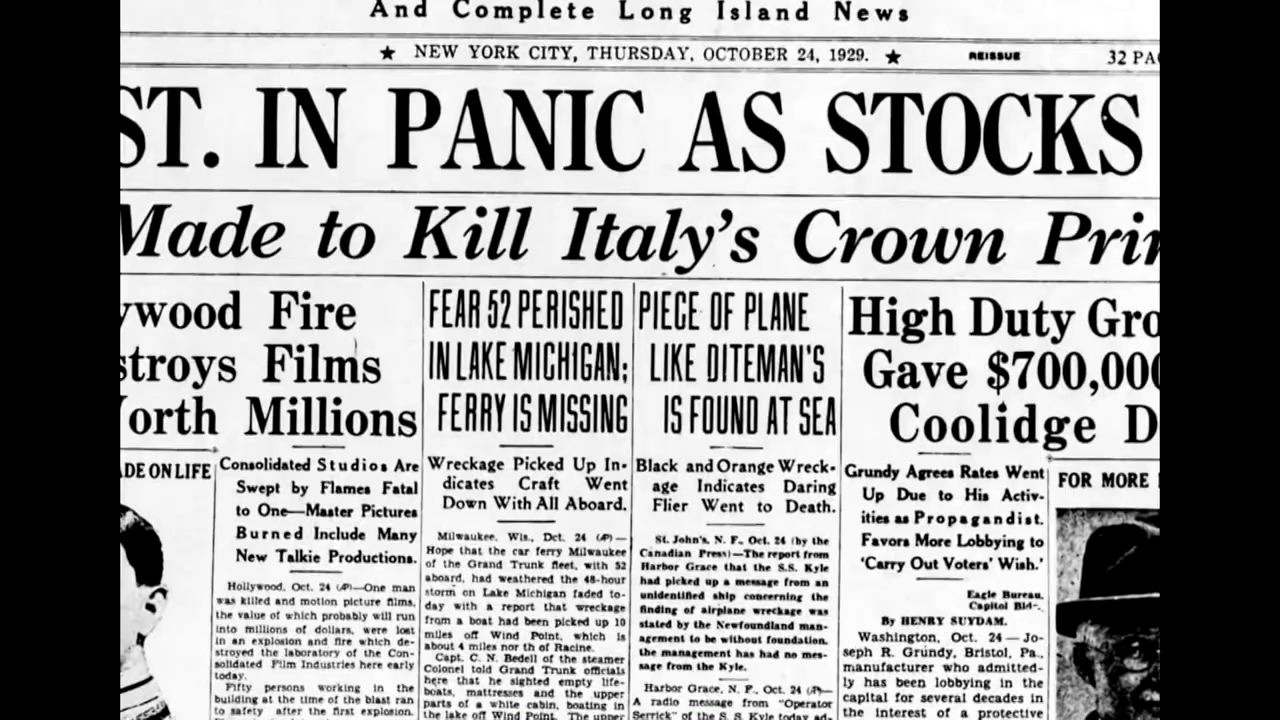 And Complete Long Island News
★ NEW YORK CITY, THURSDAY, OCTOBER 24, 1929. ★ REISSUE 32 PA
ST. IN PANIC AS STOCKS
Made to Kill Italy's Crown Prin
ywood Fire
stroys Films
orth Millions
ADE ON LIFE
Consolidated Studios Are
Swept by Flames Fatal
to One—Master Pictures
Burned Include Many
New Talkie Productions.
Hollywood, Oct. 24 (AP)—One man
was killed and motion picture films,
the value of which probably will run
into millions of dollars, were lost
in an explosion and fire which de-
stroyed the laboratory of the Con-
solidated Film Industries here early
today.
Fifty persons working in the
building at the time of the blast ran
to safety after the first explosion.
FEAR 52 PERISHED
IN LAKE MICHIGAN;
FERRY IS MISSING
Wreckage Picked Up In-
dicates Craft Went
Down With All Aboard.
Milwaukee, Wis., Oct. 24 (AP)—
Hope that the car ferry Milwaukee
of the Grand Trunk fleet, with 52
aboard, had weathered the 48-hour
storm on Lake Michigan faded to-
day with a report that wreckage
from a boat had been picked up 10
miles off Wind Point, which is
about 4 miles nor th of Racine.
Capt. C. N. Bedell of the steamer
Colonel told Grand Trunk officials
here that he sighted empty life-
boats, mattresses and the upper
parts of a white cabin, boating in
the lake off Wind Point. The upper
PIECE OF PLANE
LIKE DITEMAN'S
IS FOUND AT SEA
Black and Orange Wreck-
age Indicates Daring
Flier Went to Death.
St. John's, N. F., Oct. 24 (by the
Canadian Press)—The report from
Harbor Grace that the S.S. Kyle
had picked up a message from an
unidentified ship concerning the
finding of airplane wreckage was
stated by the Newfoundland man-
agement to be without foundation.
the management has had no mes-
sage from the Kyle.
Harbor Grace, N. F., Oct. 24 (AP)—
A radio message from "Operator
Serrick" of the S. S. Kyle today ad-
High Duty Gro
Gave $700,000
Coolidge D
Grundy Agrees Rates Went
Up Due to His Activ-
ities as Propagandist.
Favors More Lobbying to
'Carry Out Voters' Wish.'
Eagle Bureau,
Capitol Bld-.
By HENRY SUYDAM.
Washington, Oct. 24—Jo-
seph R. Grundy, Bristol, Pa.,
manufacturer who admitted-
ly has been lobbying in the
capital for several decades in
the interest of a protective
FOR MORE